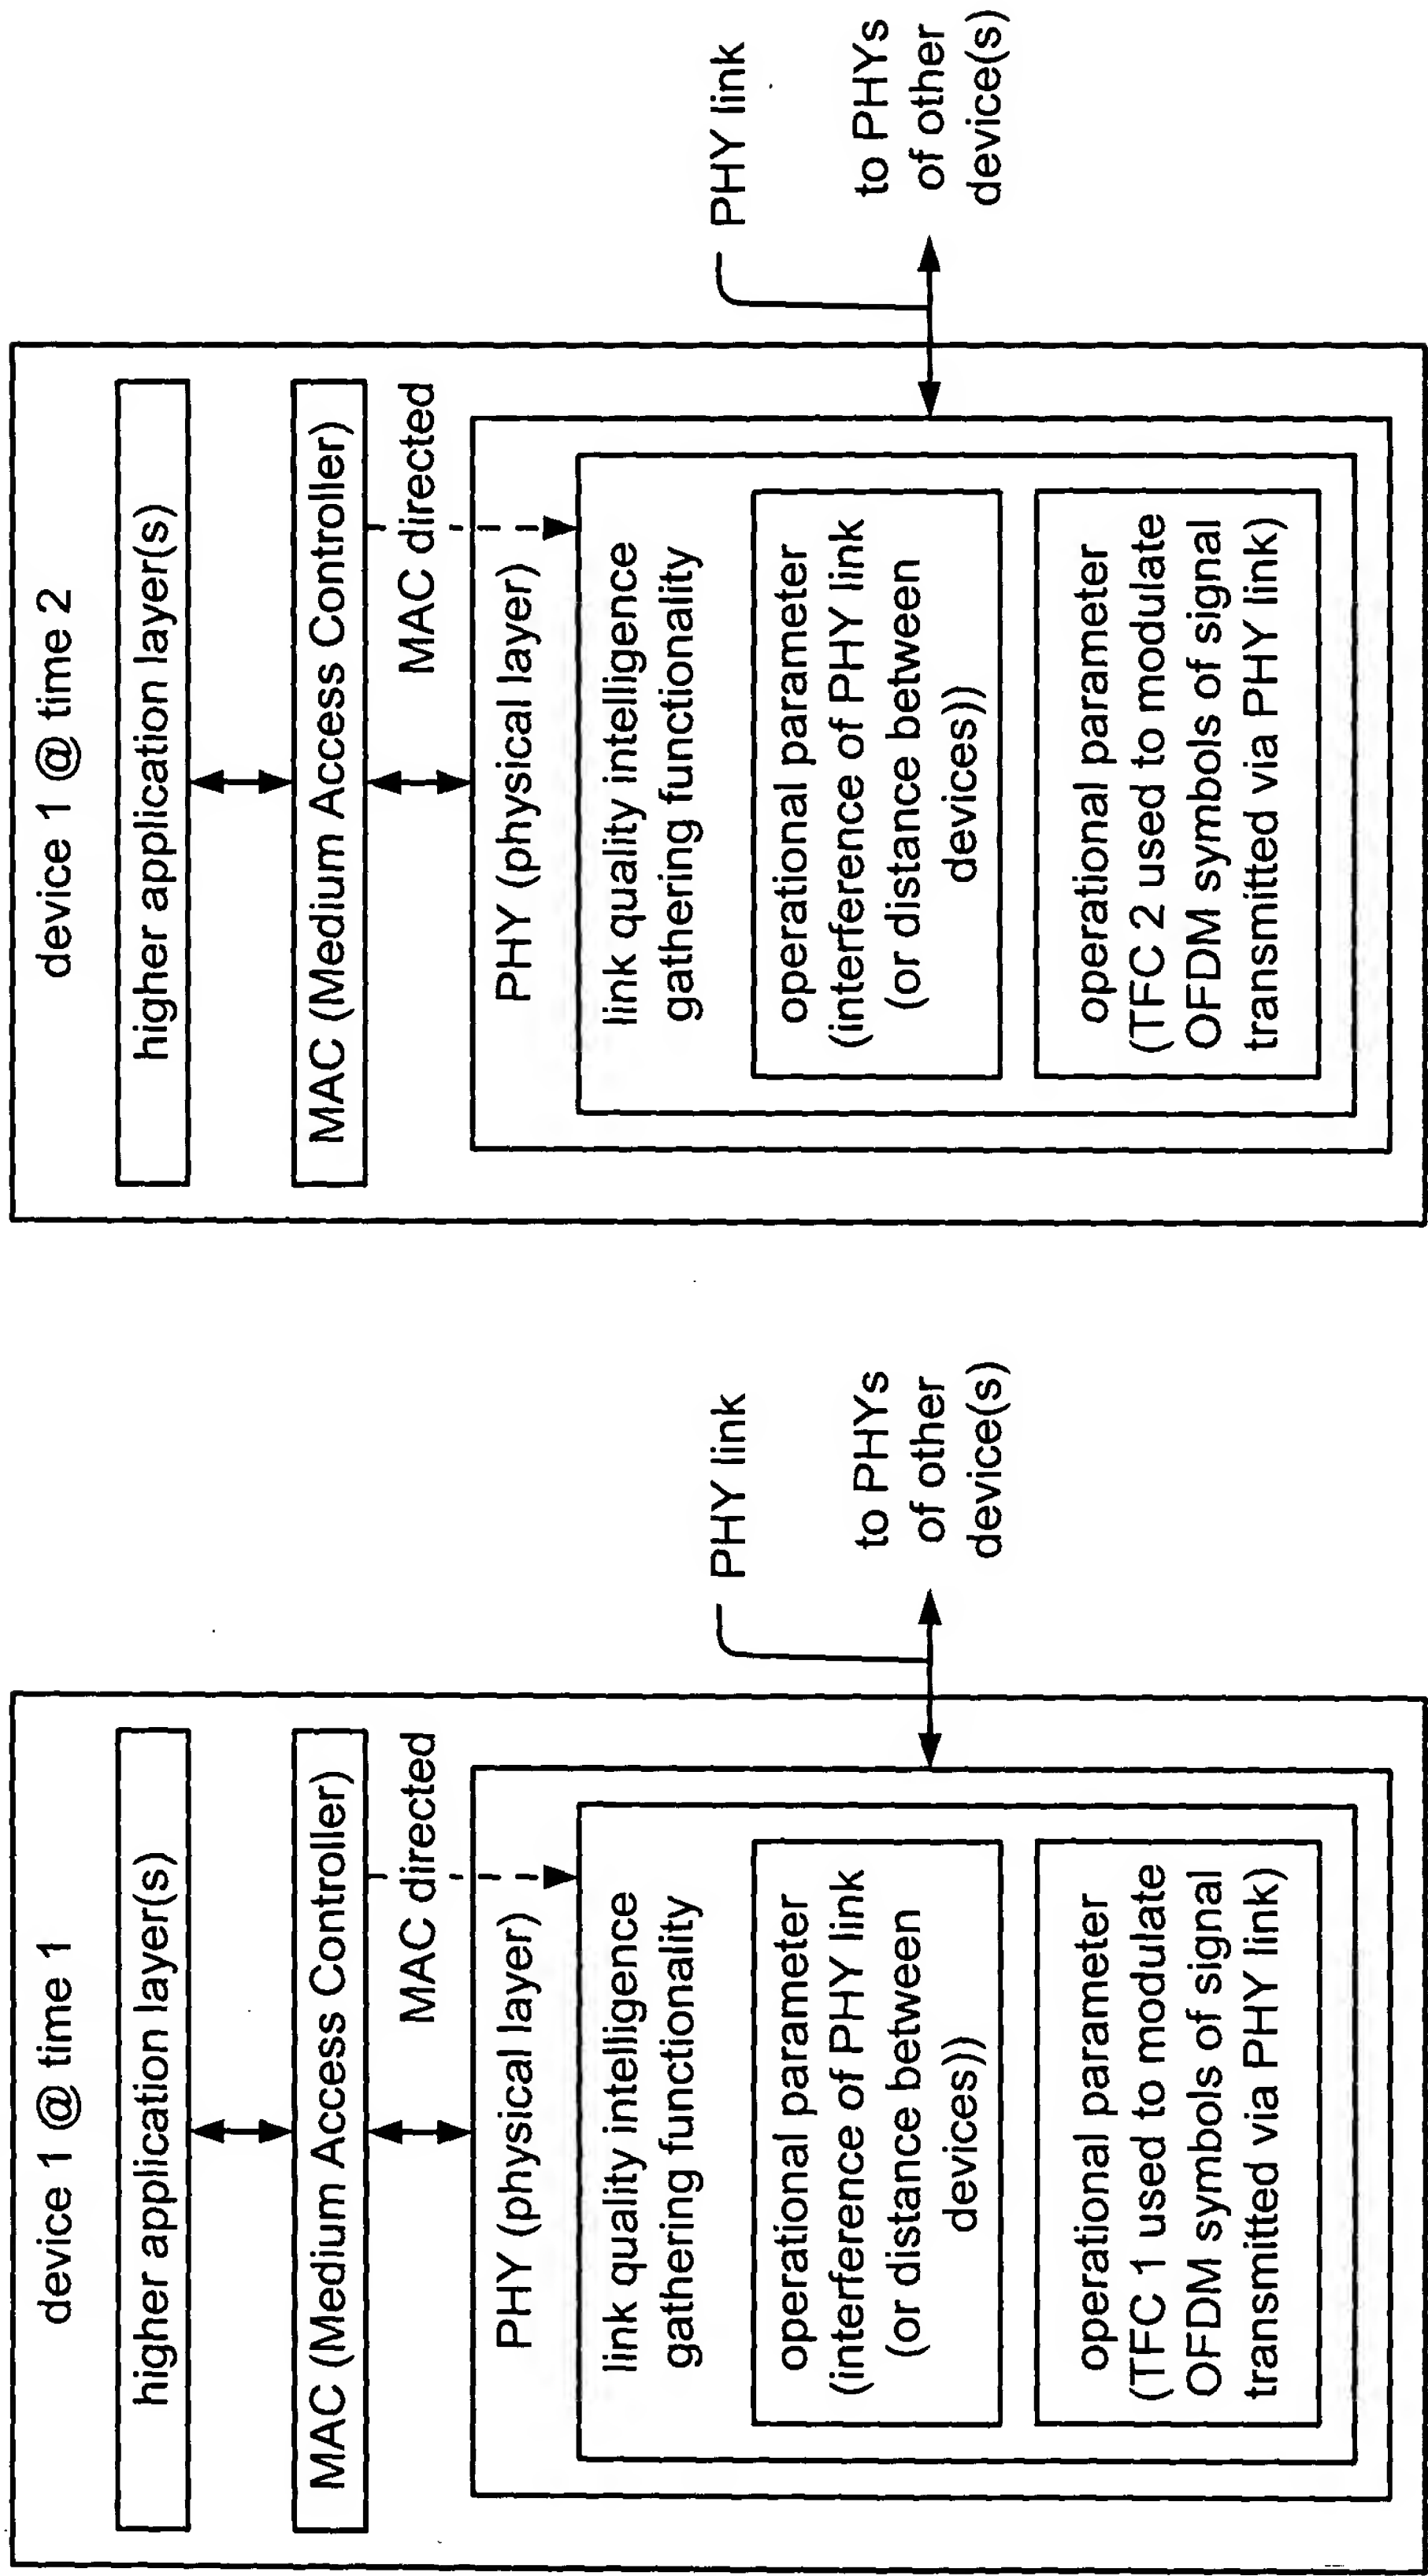 device 1 @ time 1
higher application layer(s)
MAC (Medium Access Controller)
MAC directed
PHY (physical layer)
link quality intelligence
gathering functionality
operational parameter
(interference of PHY link
(or distance between
devices))
operational parameter
(TFC 1 used to modulate
OFDM symbols of signal
transmitted via PHY link)
PHY link
to PHYs
of other
device(s)
device 1 @ time 2
higher application layer(s)
MAC (Medium Access Controller)
MAC directed
PHY (physical layer)
link quality intelligence
gathering functionality
operational parameter
(interference of PHY link
(or distance between
devices))
operational parameter
(TFC 2 used to modulate
OFDM symbols of signal
transmitted via PHY link)
PHY link
to PHYs
of other
device(s)